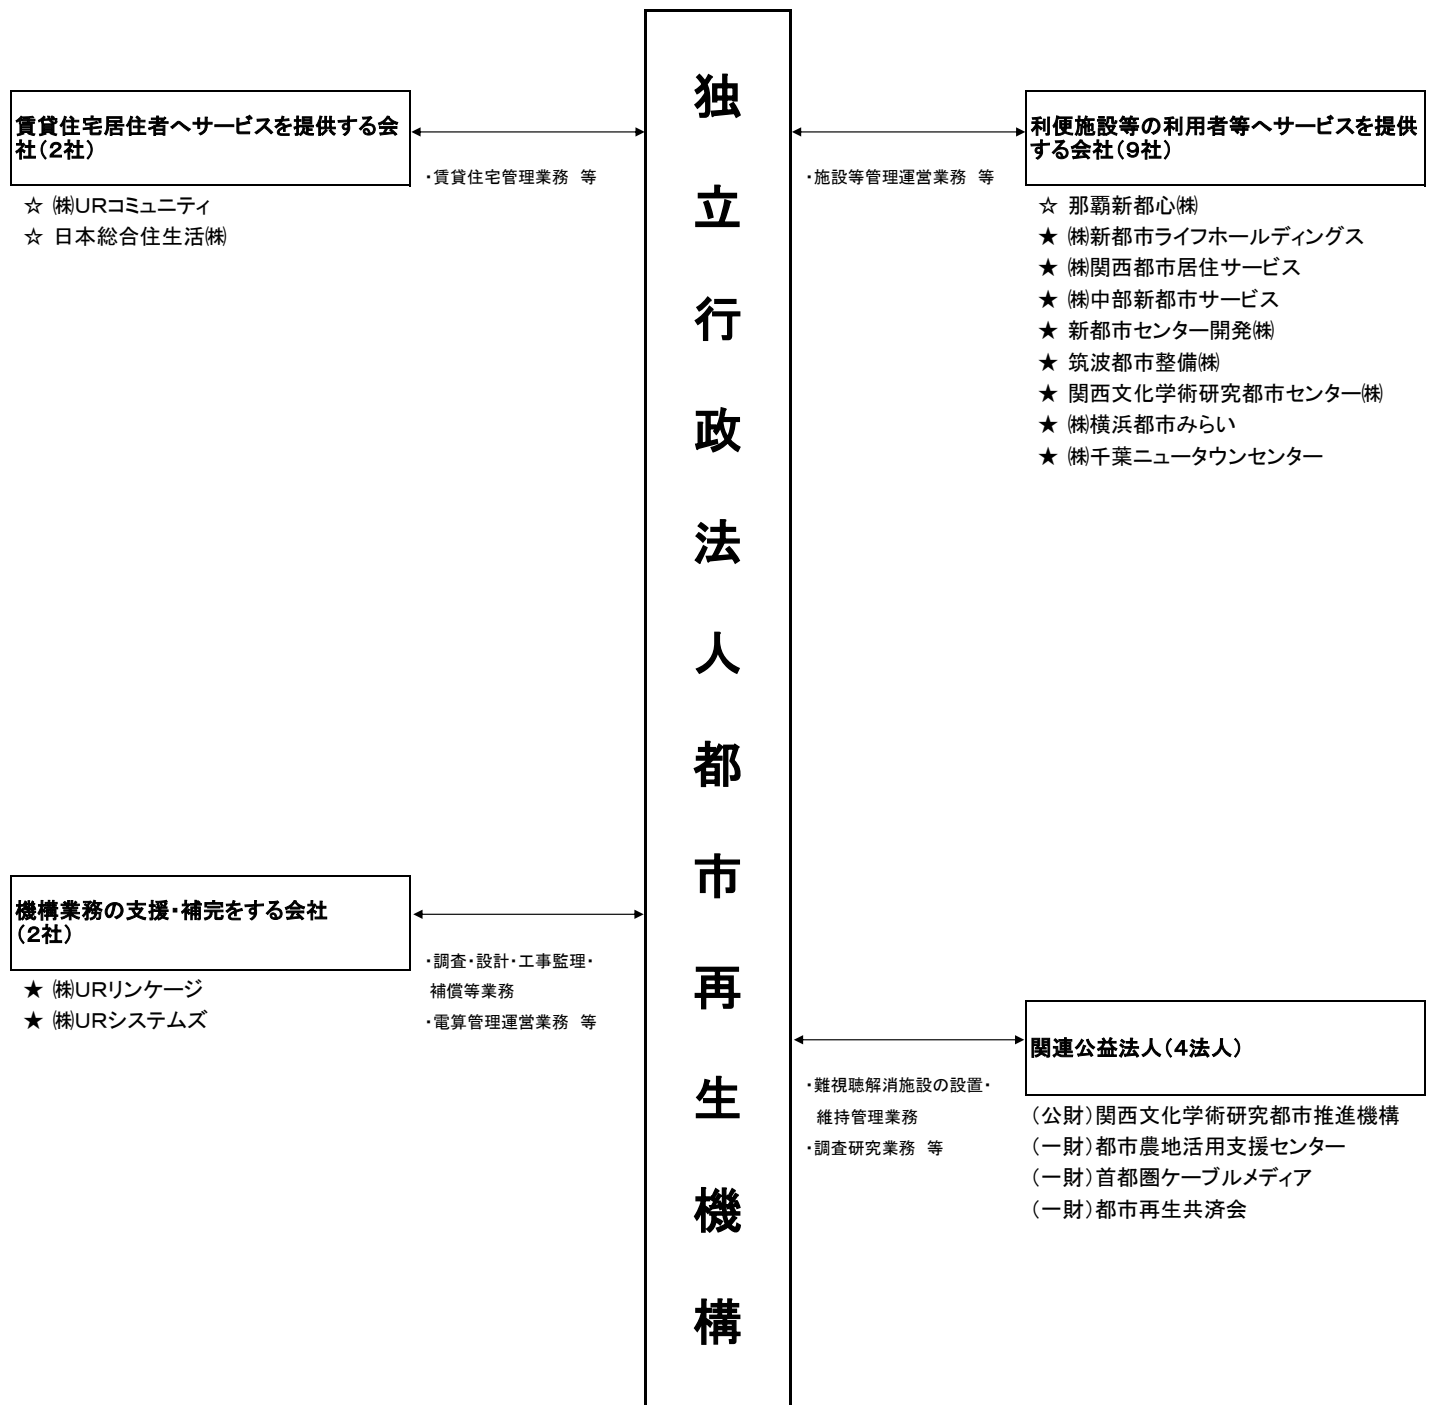 独立行政法人都市再生機構
賃貸住宅居住者へサービスを提供する会
社（2社）
・賃貸住宅管理業務　等
☆ ㈱ＵＲコミュニティ
☆ 日本総合住生活㈱
利便施設等の利用者等へサービスを提供
する会社（9社）
・施設等管理運営業務　等
☆ 那覇新都心㈱
★ ㈱新都市ライフホールディングス
★ ㈱関西都市居住サービス
★ ㈱中部新都市サービス
★ 新都市センター開発㈱
★ 筑波都市整備㈱
★ 関西文化学術研究都市センター㈱
★ ㈱横浜都市みらい
★ ㈱千葉ニュータウンセンター
機構業務の支援・補完をする会社
（2社）
・調査・設計・工事監理・
補償等業務
・電算管理運営業務　等
★ ㈱ＵＲリンケージ
★ ㈱ＵＲシステムズ
関連公益法人（4法人）
・難視聴解消施設の設置・
維持管理業務
・調査研究業務　等
（公財）関西文化学術研究都市推進機構
（一財）都市農地活用支援センター
（一財）首都圏ケーブルメディア
（一財）都市再生共済会